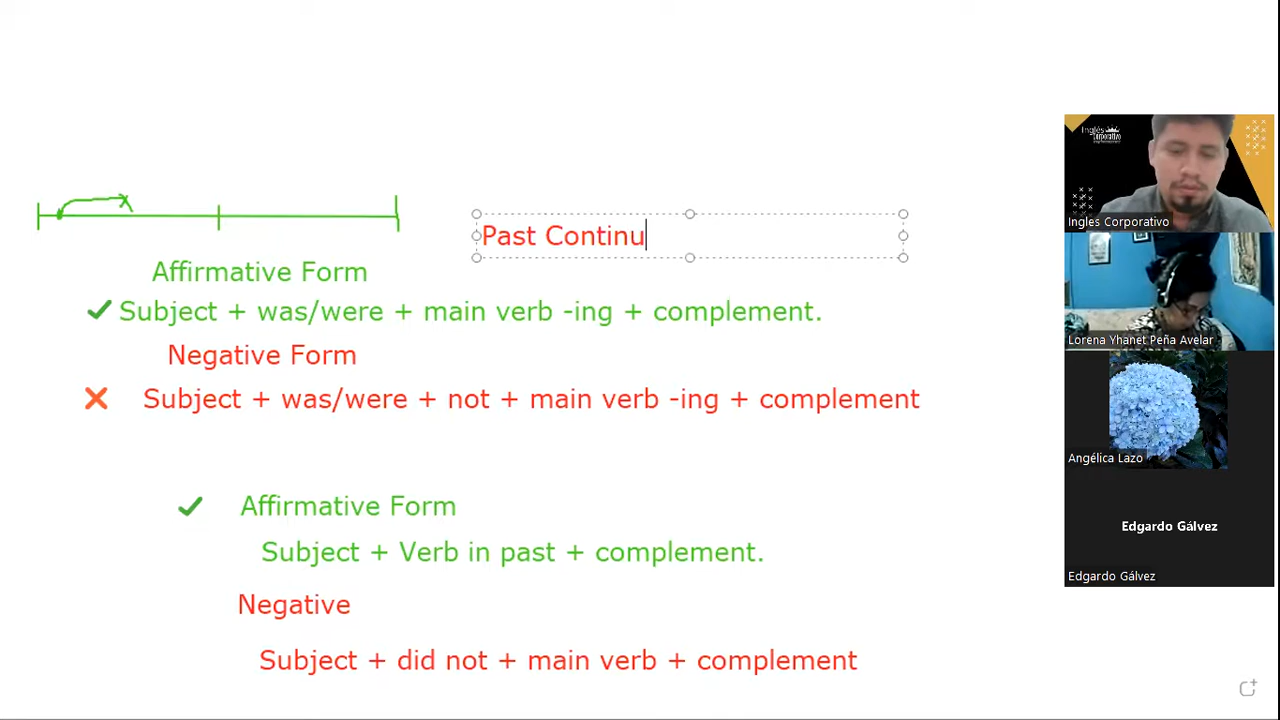 Past Continu
Affirmative Form
Subject + was/were + main verb -ing + complement.
Negative Form
Subject + was/were + not + main verb -ing + complement
Affirmative Form
Subject + Verb in past + complement.
Negative
Subject + did not + main verb + complement
Inglés
Corporativo
Ingles Corporativo
Lorena Yhanet Peña Avelar
Angélica Lazo
Edgardo Gálvez
Edgardo Gálvez